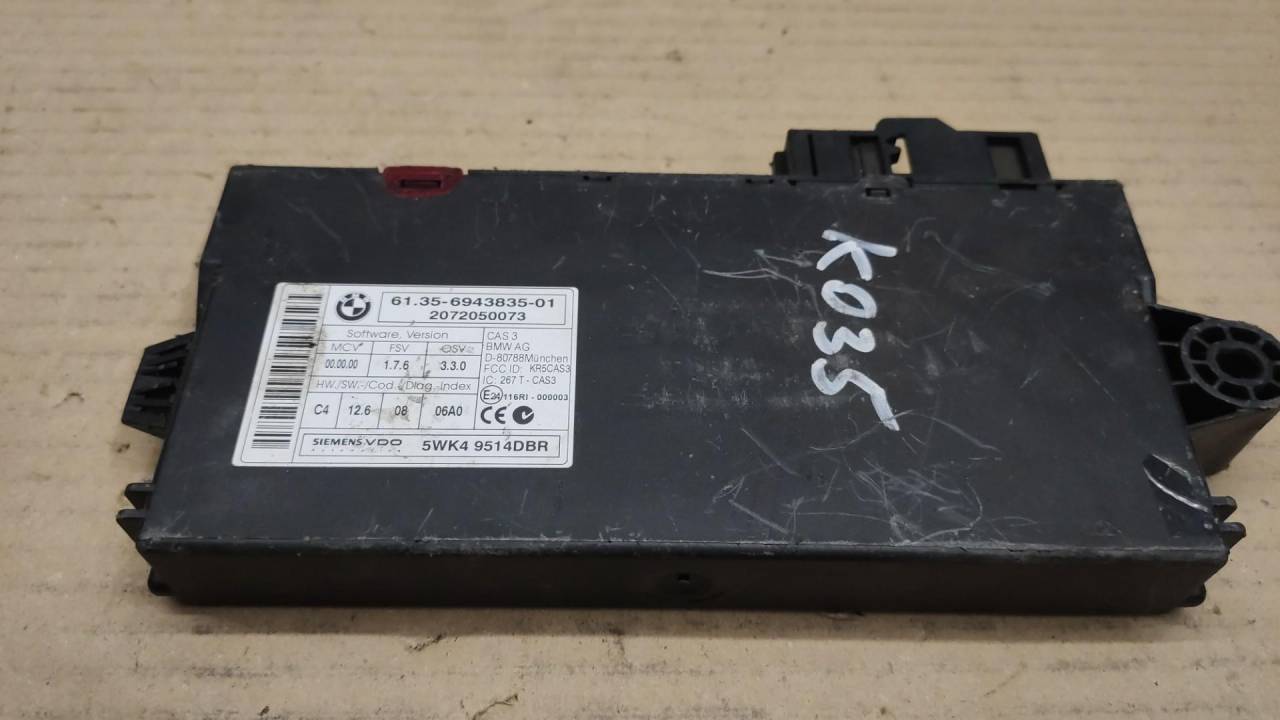 61.35-6943835-01
2072050073
Software, Version
MCV FSV OSV
00.00.00 1.7.6 3.3.0
HW./SW.-/Cod./Diag.-Index
C4 12.6 08 06A0
CAS 3
BMW AG
D-80788München
FCC ID: KR5CAS3
IC: 267 T - CAS3
E24 116RI - 000003
CE
SIEMENS VDO
5WK4 9514DBR
K035